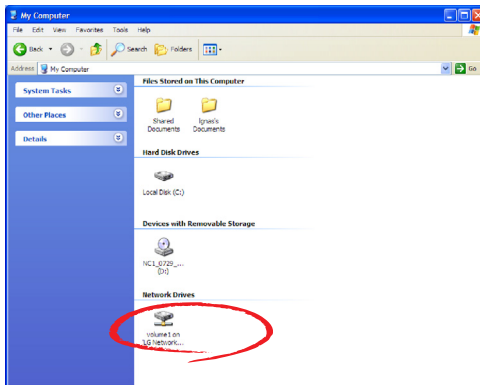 My Computer
File Edit View Favorites Tools Help
Back Search Folders
Address My Computer Go
Files Stored on This Computer
System Tasks
Other Places
Details
Shared
Documents
Ignas's
Documents
Hard Disk Drives
Local Disk (C:)
Devices with Removable Storage
NC1_0729_...
(D:)
Network Drives
volume1 on
'LG Network...